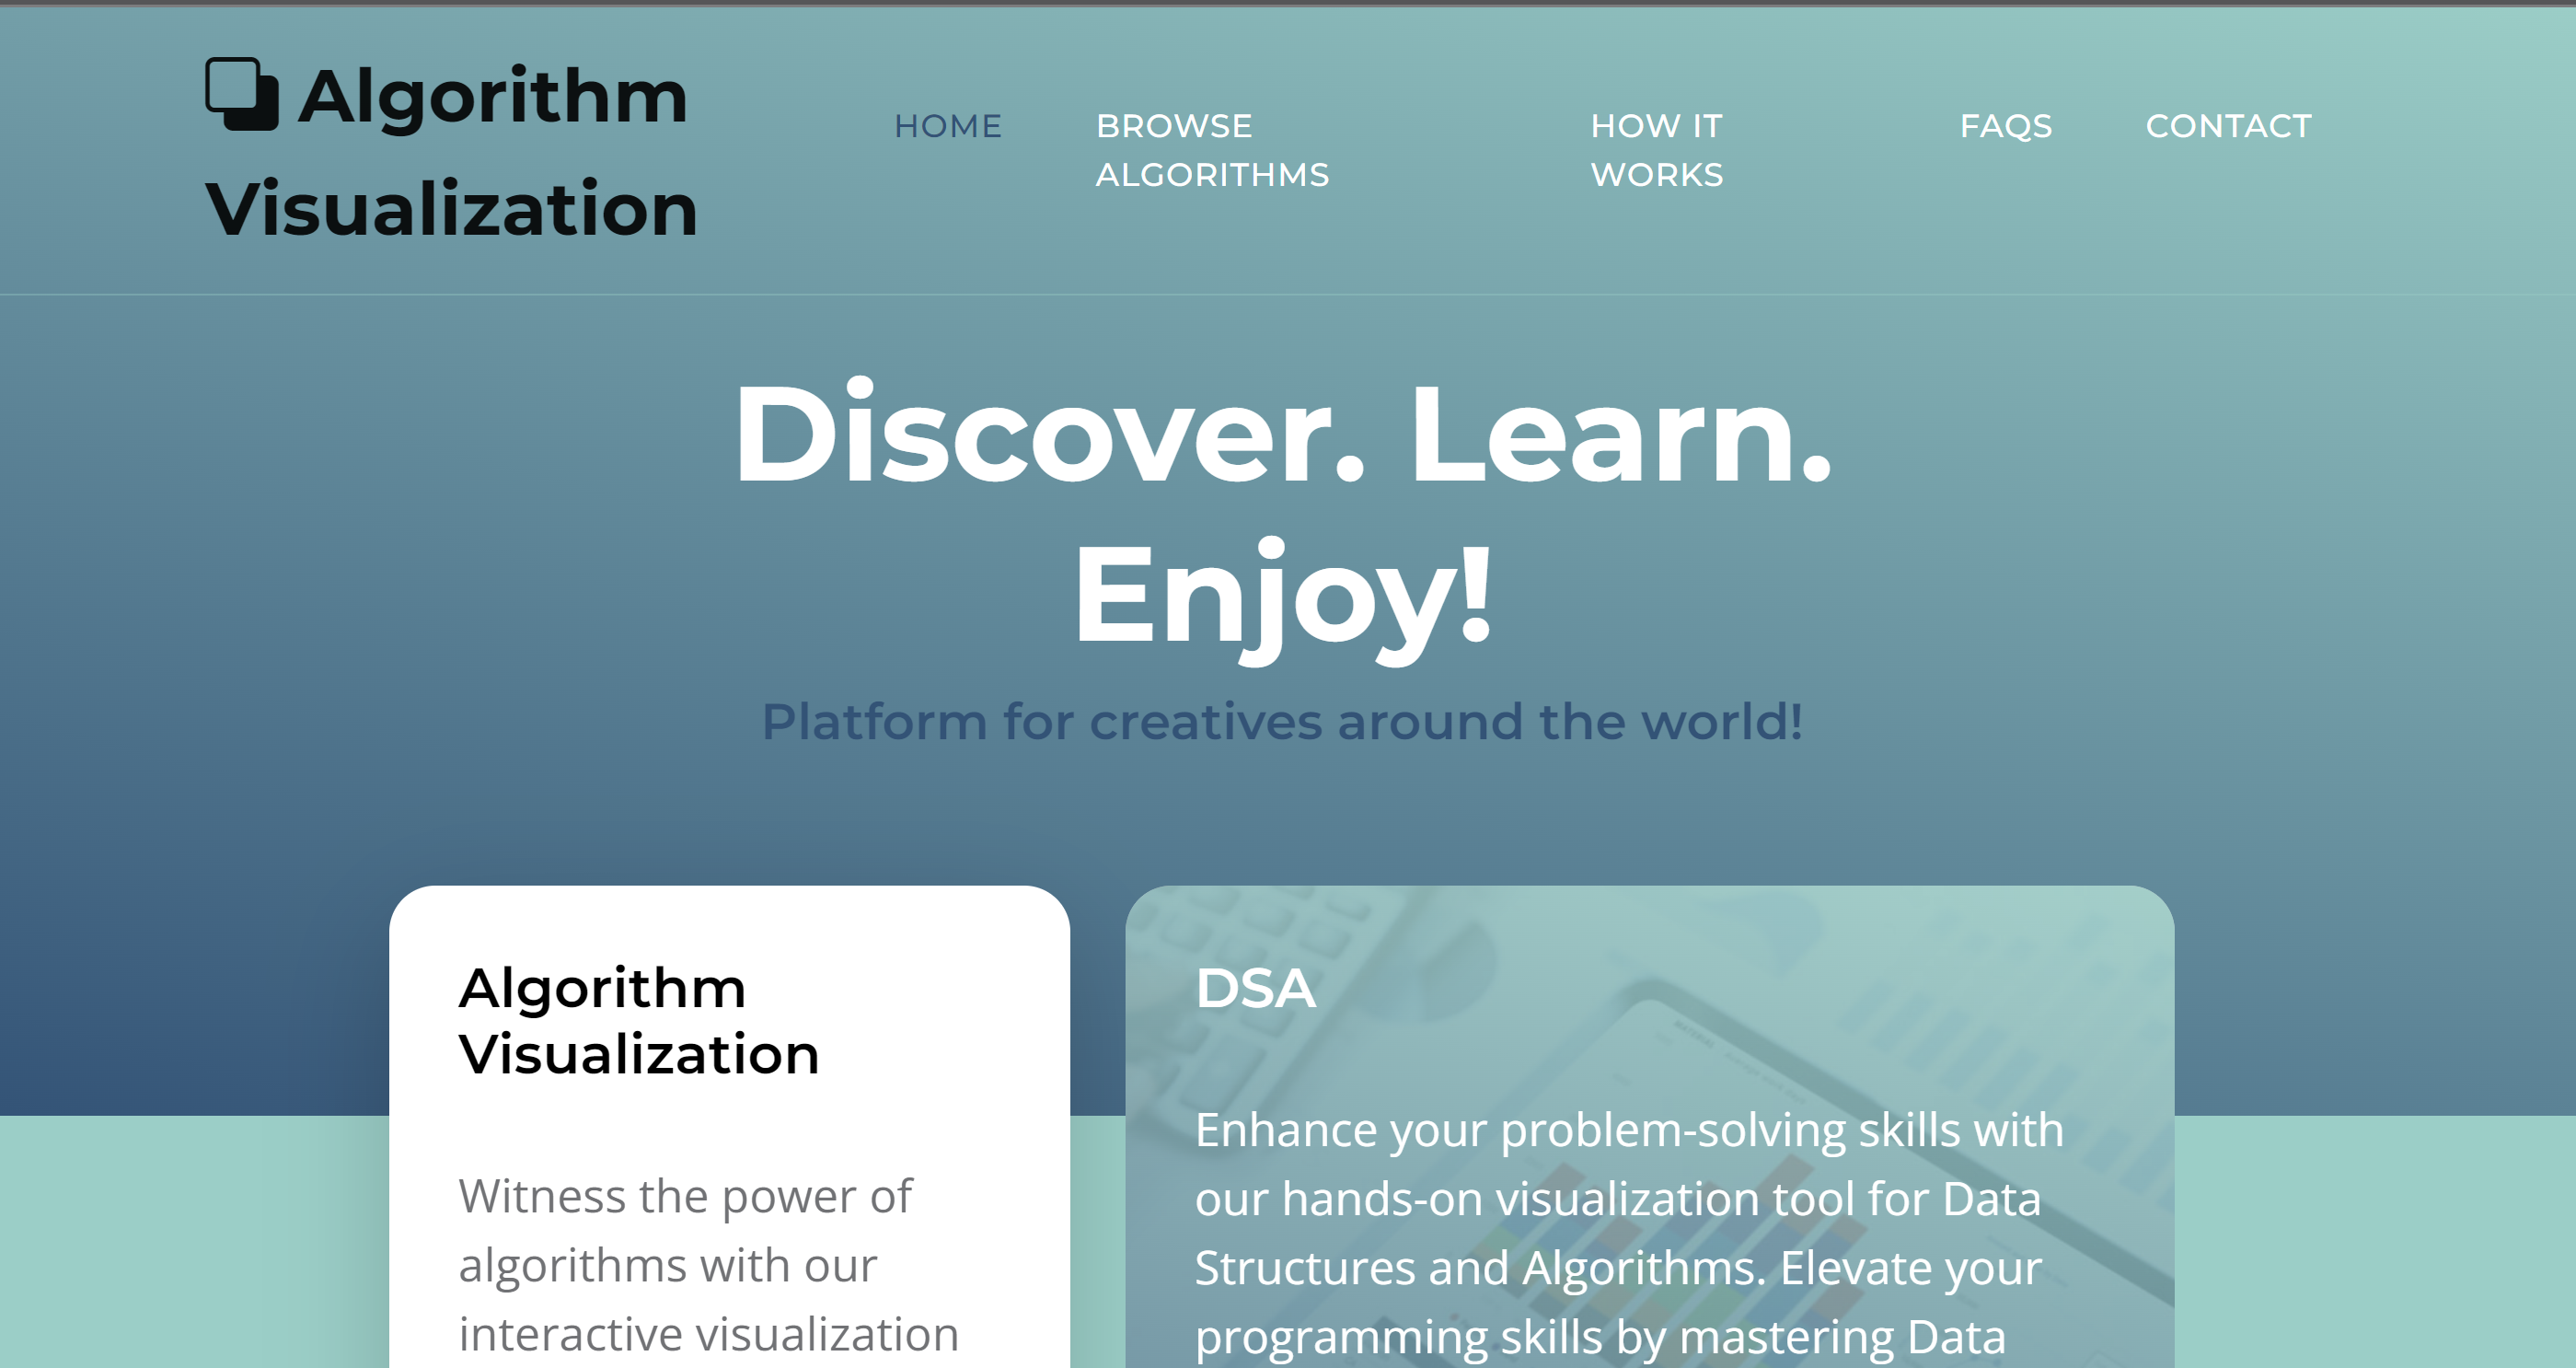 Algorithm
Visualization
HOME
BROWSE
ALGORITHMS
HOW IT
WORKS
FAQS
CONTACT
Discover. Learn.
Enjoy!
Platform for creatives around the world!
Algorithm
Visualization
Witness the power of
algorithms with our
interactive visualization
DSA
Enhance your problem-solving skills with
our hands-on visualization tool for Data
Structures and Algorithms. Elevate your
programming skills by mastering Data